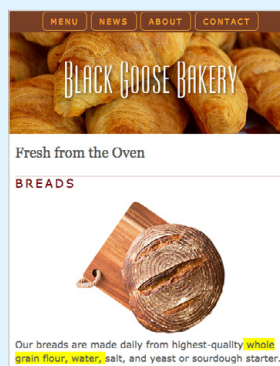 MENU NEWS ABOUT CONTACT
BLACK GOOSE BAKERY
Fresh from the Oven
BREADS
Our breads are made daily from highest-quality whole
grain flour, water, salt, and yeast or sourdough starter.